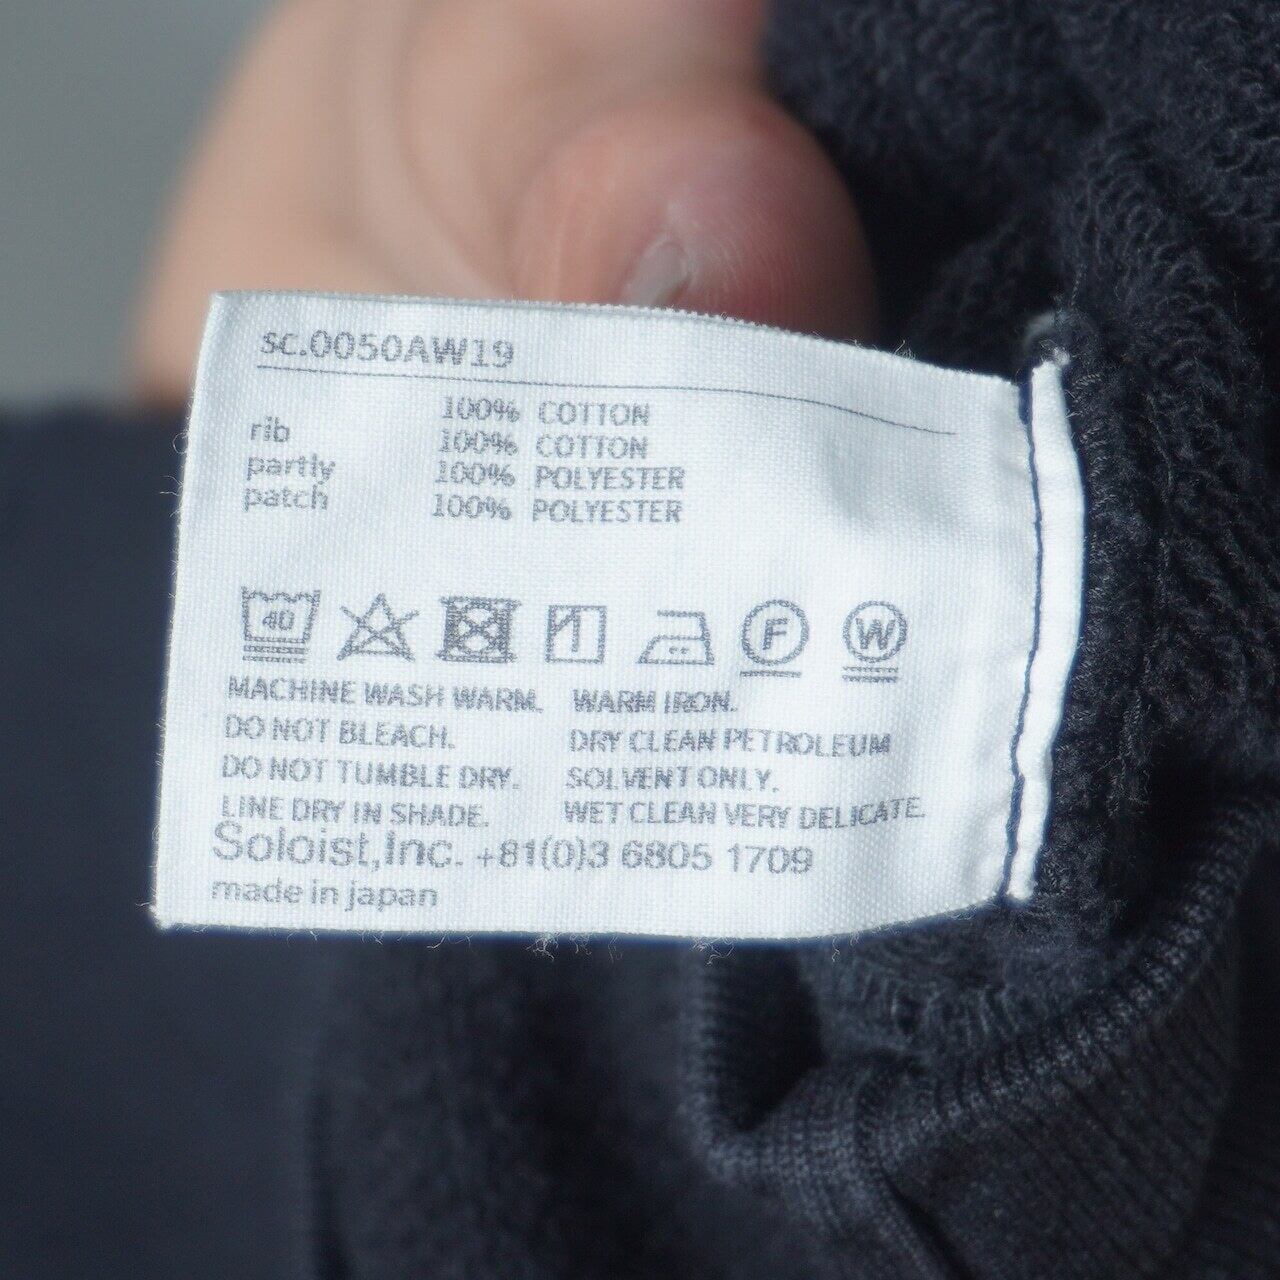 sc.0050AW19
100% COTTON
rib 100% COTTON
partly 100% POLYESTER
patch 100% POLYESTER
40 F W
MACHINE WASH WARM. WARM IRON.
DO NOT BLEACH. DRY CLEAN PETROLEUM
DO NOT TUMBLE DRY. SOLVENT ONLY.
LINE DRY IN SHADE. WET CLEAN VERY DELICATE.
Soloist,Inc. +81(0)3 6805 1709
made in japan